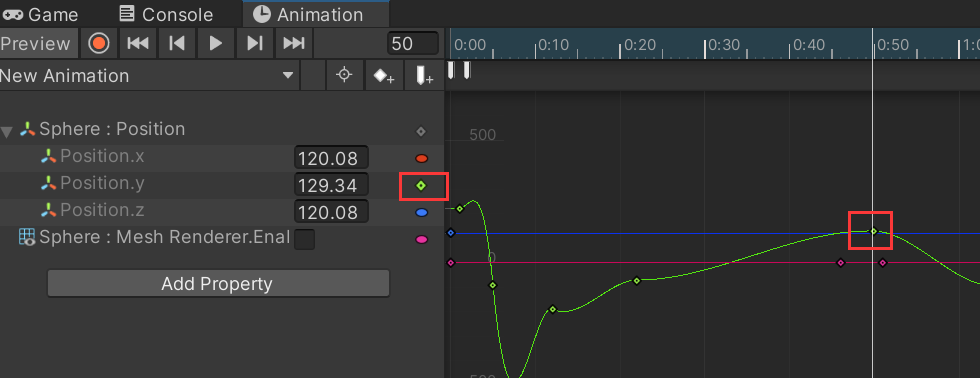 Game Console Animation
Preview 50 0:00 0:10 0:20 0:30 0:40 0:50 1:0
New Animation
Sphere : Position 500
Position.x 120.08
Position.y 129.34
Position.z 120.08
Sphere : Mesh Renderer.Enal
0
Add Property